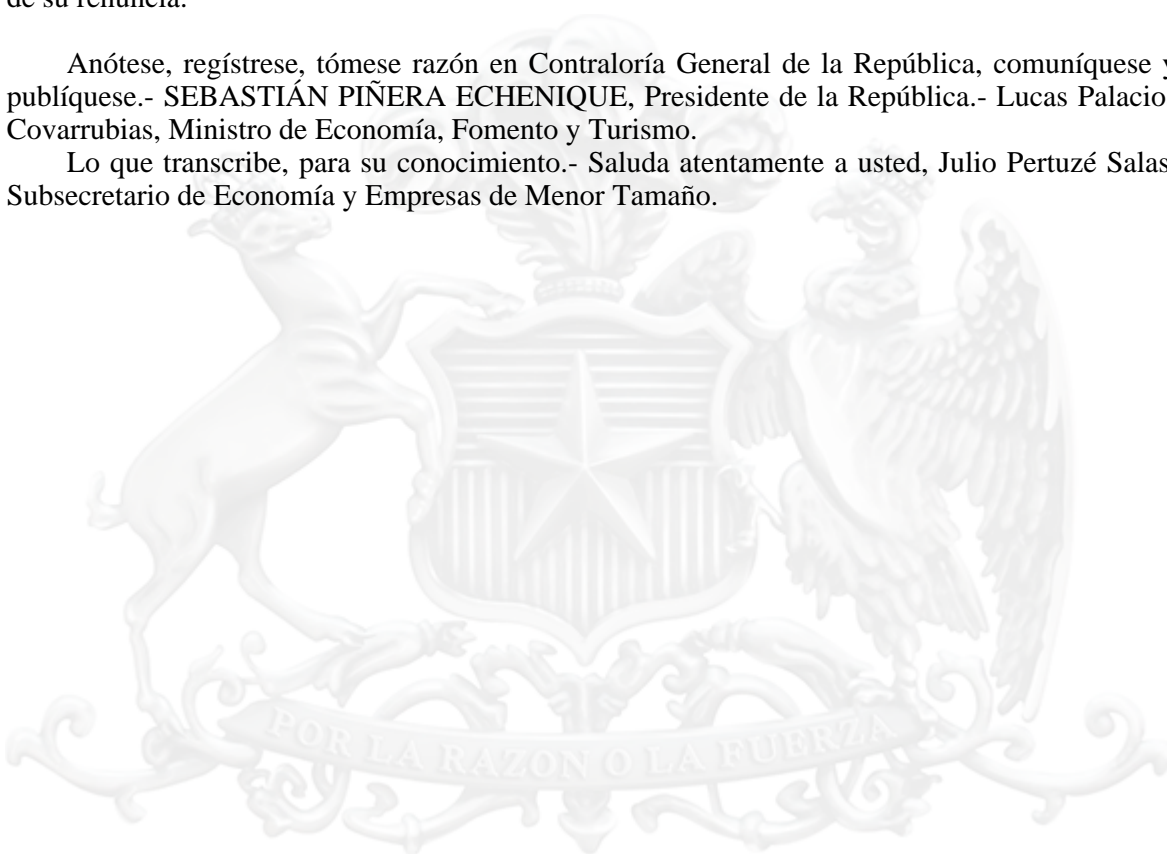 de su renuncia.
Anótese, regístrese, tómese razón en Contraloría General de la República, comuníquese y
publíquese.- SEBASTIÁN PIÑERA ECHENIQUE, Presidente de la República.- Lucas Palacio
Covarrubias, Ministro de Economía, Fomento y Turismo.
Lo que transcribe, para su conocimiento.- Saluda atentamente a usted, Julio Pertuzé Salas
Subsecretario de Economía y Empresas de Menor Tamaño.
POR LA RAZON O LA FUERZA